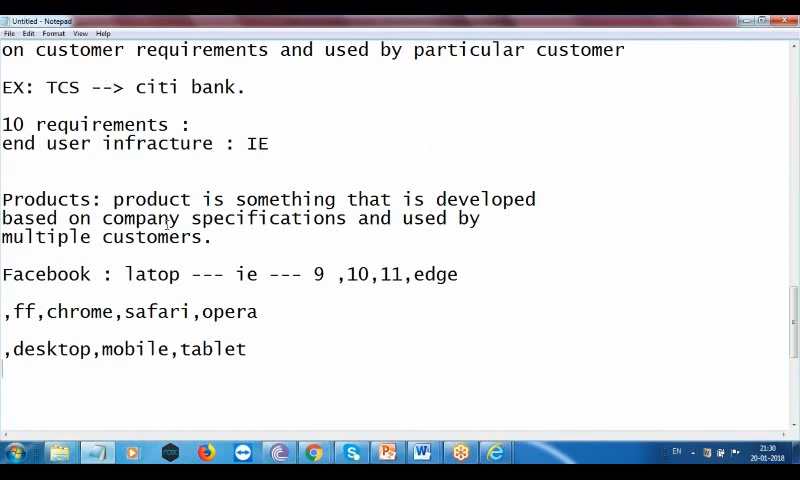 Untitled - Notepad
File Edit Format View Help
on customer requirements and used by particular customer
EX: TCS --> citi bank.
10 requirements :
end user infracture : IE
Products: product is something that is developed
based on company specifications and used by
multiple customers.
Facebook : latop --- ie --- 9 ,10,11,edge
,ff,chrome,safari,opera
,desktop,mobile,tablet
EN
21:30
20-01-2018